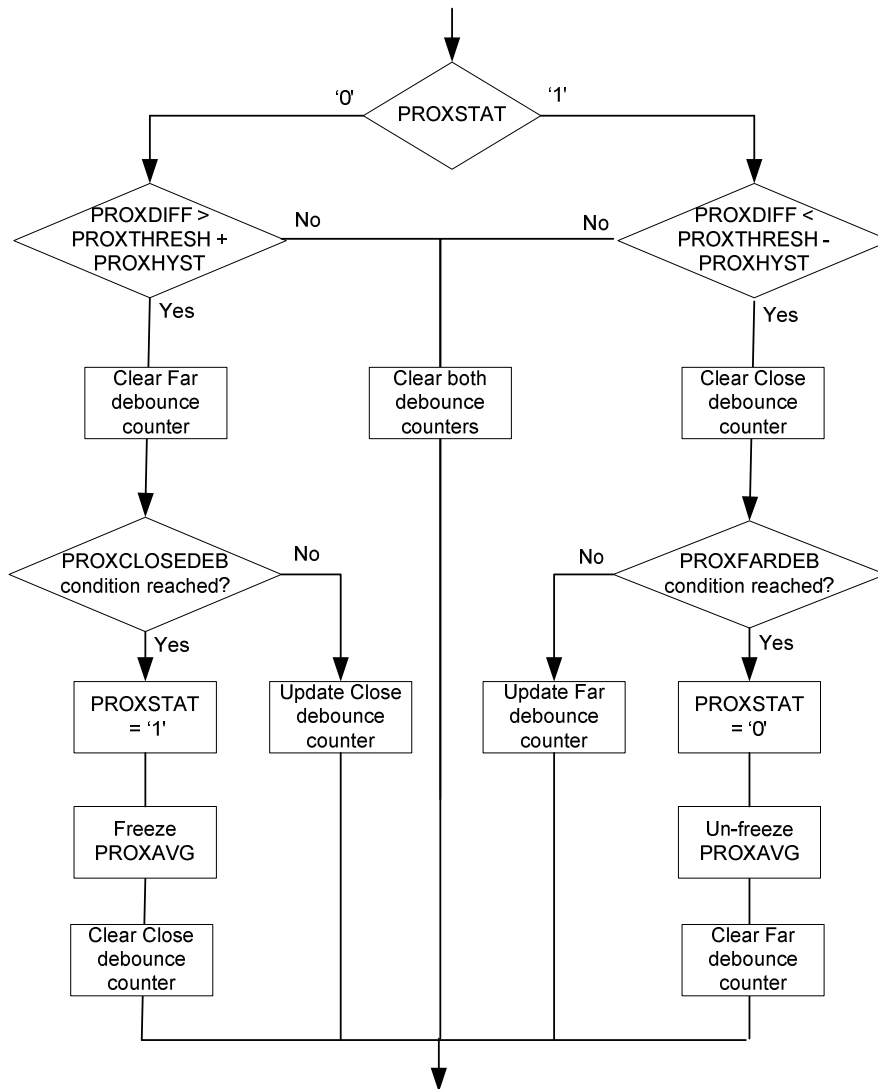 ‘0’
‘1’
PROXSTAT
PROXDIFF >
PROXTHRESH +
PROXHYST
No
No
PROXDIFF <
PROXTHRESH -
PROXHYST
Yes
Yes
Clear Far
debounce
counter
Clear both
debounce
counters
Clear Close
debounce
counter
PROXCLOSEDEB
condition reached?
No
No
PROXFARDEB
condition reached?
Yes
Yes
PROXSTAT
= ‘1’
Update Close
debounce
counter
Update Far
debounce
counter
PROXSTAT
= ‘0’
Freeze
PROXAVG
Un-freeze
PROXAVG
Clear Close
debounce
counter
Clear Far
debounce
counter